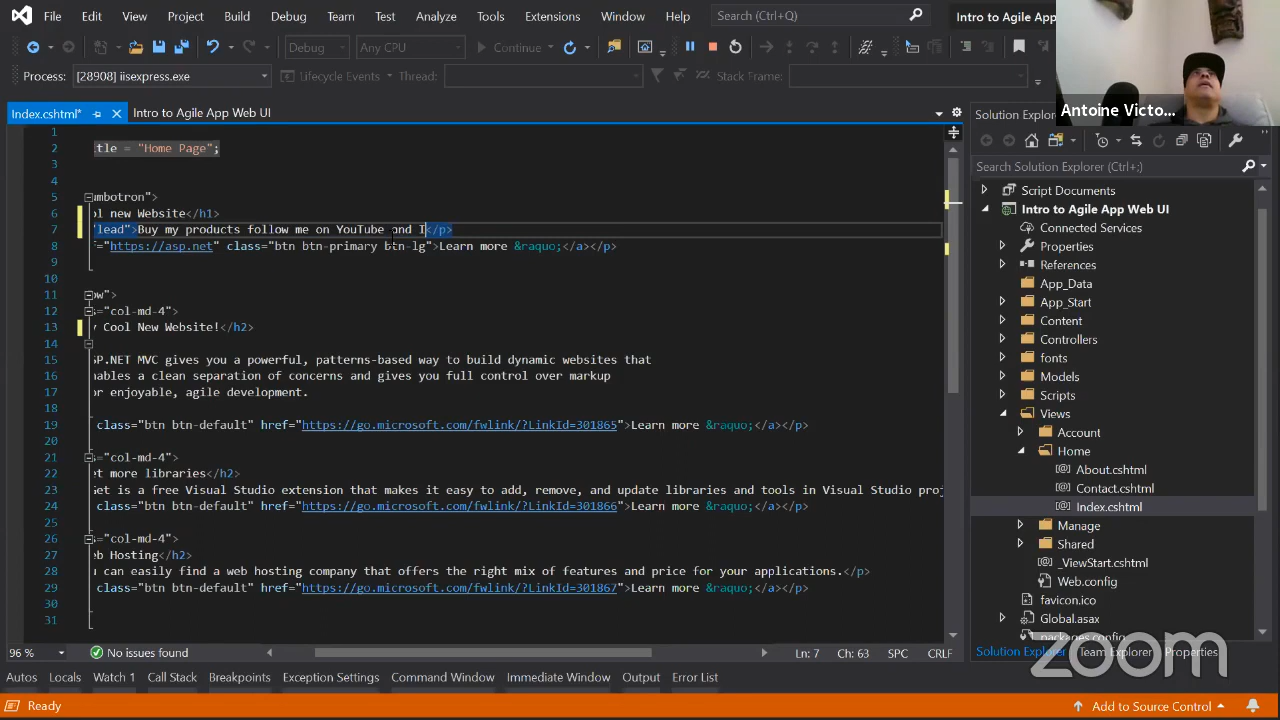 File Edit View Project Build Debug Team Test Analyze Tools Extensions Window Help Search (Ctrl+Q) Intro to Agile App
Debug Any CPU Continue
Process: [28908] iisexpress.exe Lifecycle Events Thread: Stack Frame:
Antoine Victo...
Index.cshtml* Intro to Agile App Web UI
Solution Explorer
Search Solution Explorer (Ctrl+;)
1
2 tle = "Home Page";
3
4
5 mbotron">
6 ol new Website</h1>
7 "lead">Buy my products follow me on YouTube and I</p>
8 ="https://asp.net" class="btn btn-primary btn-lg">Learn more &raquo;</a></p>
9
10
11 ow">
12 s="col-md-4">
13 y Cool New Website!</h2>
14
15 SP.NET MVC gives you a powerful, patterns-based way to build dynamic websites that
16 nables a clean separation of concerns and gives you full control over markup
17 or enjoyable, agile development.
18
19 class="btn btn-default" href="https://go.microsoft.com/fwlink/?LinkId=301865">Learn more &raquo;</a></p>
20
21 s="col-md-4">
22 et more libraries</h2>
23 Get is a free Visual Studio extension that makes it easy to add, remove, and update libraries and tools in Visual Studio proj
24 class="btn btn-default" href="https://go.microsoft.com/fwlink/?LinkId=301866">Learn more &raquo;</a></p>
25
26 s="col-md-4">
27 eb Hosting</h2>
28 u can easily find a web hosting company that offers the right mix of features and price for your applications.</p>
29 class="btn btn-default" href="https://go.microsoft.com/fwlink/?LinkId=301867">Learn more &raquo;</a></p>
30
31
Script Documents
Intro to Agile App Web UI
Connected Services
Properties
References
App_Data
App_Start
Content
Controllers
fonts
Models
Scripts
Views
Account
Home
About.cshtml
Contact.cshtml
Index.cshtml
Manage
Shared
_ViewStart.cshtml
Web.config
favicon.ico
Global.asax
packages.config
96 % No issues found Ln: 7 Ch: 63 SPC CRLF
Solution Explorer Team Explorer Properties
zoom
Autos Locals Watch 1 Call Stack Breakpoints Exception Settings Command Window Immediate Window Output Error List
Ready Add to Source Control